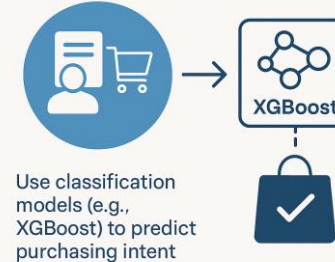 XGBoost
Use classification
models (e.g.,
XGBoost) to predict
purchasing intent